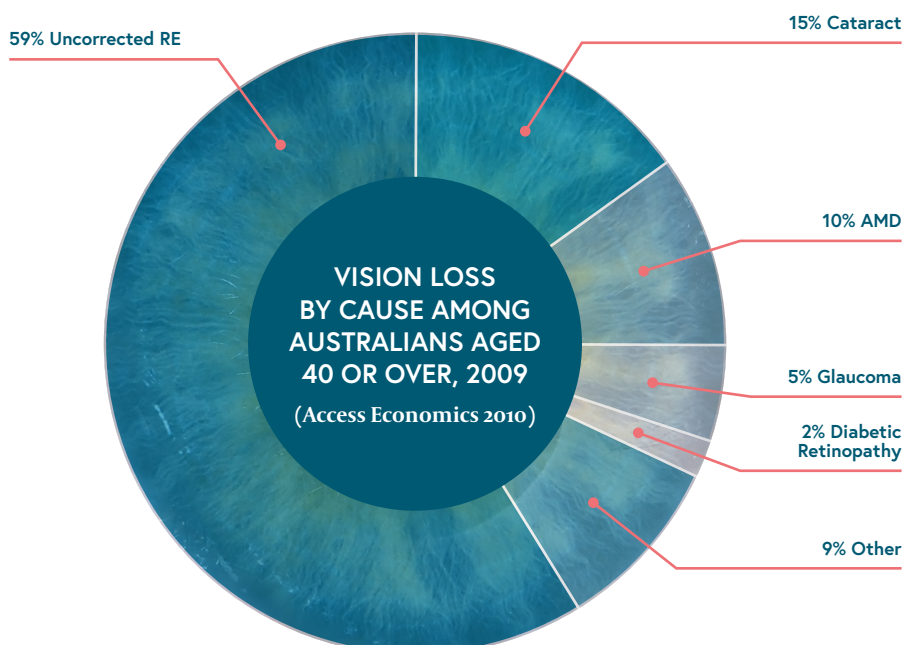 59% Uncorrected RE
15% Cataract
10% AMD
5% Glaucoma
2% Diabetic
Retinopathy
9% Other
VISION LOSS
BY CAUSE AMONG
AUSTRALIANS AGED
40 OR OVER, 2009
(Access Economics 2010)